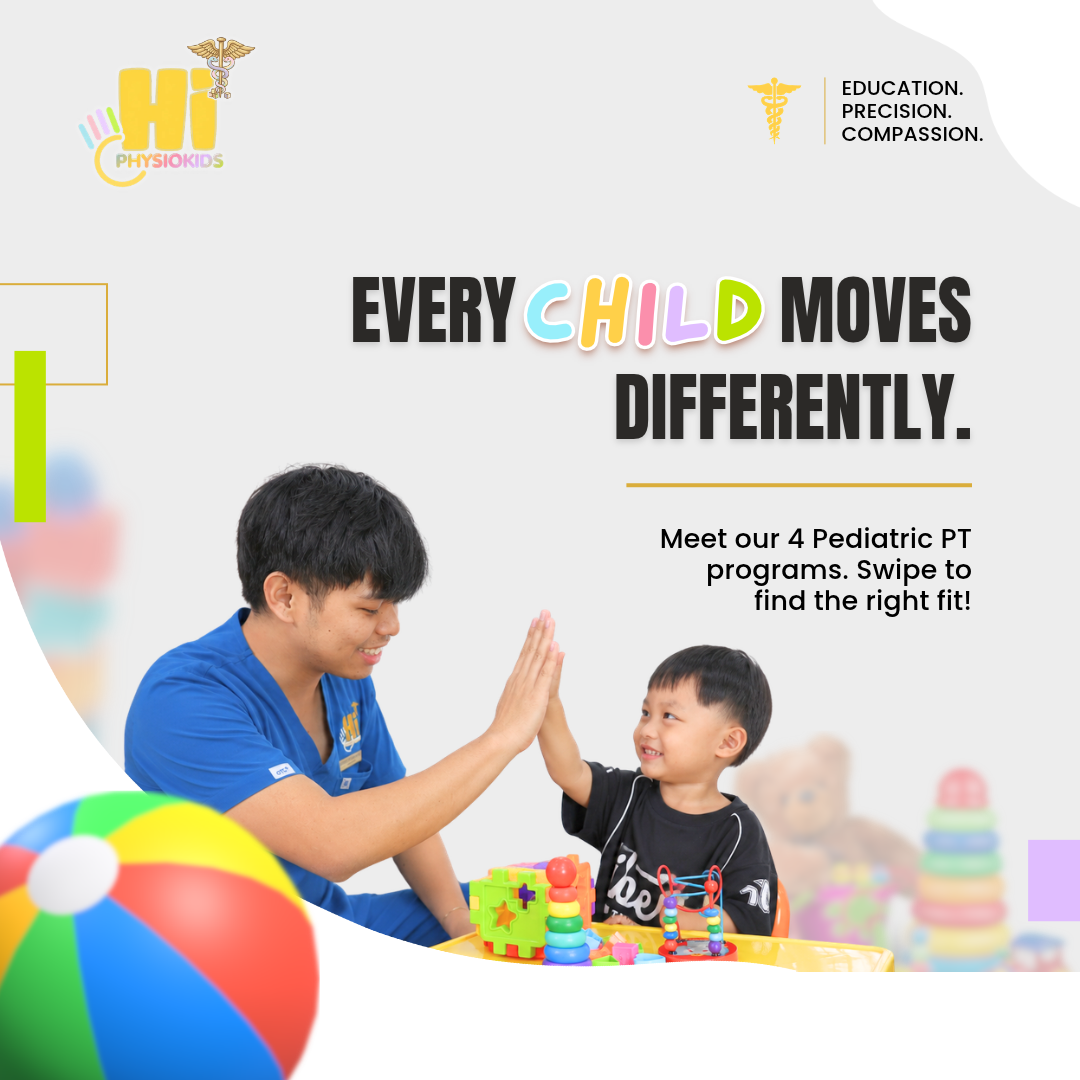 Hi
PHYSIOKIDS
EDUCATION.
PRECISION.
COMPASSION.
EVERY CHILD MOVES
DIFFERENTLY.
Meet our 4 Pediatric PT
programs. Swipe to
find the right fit!
Hi